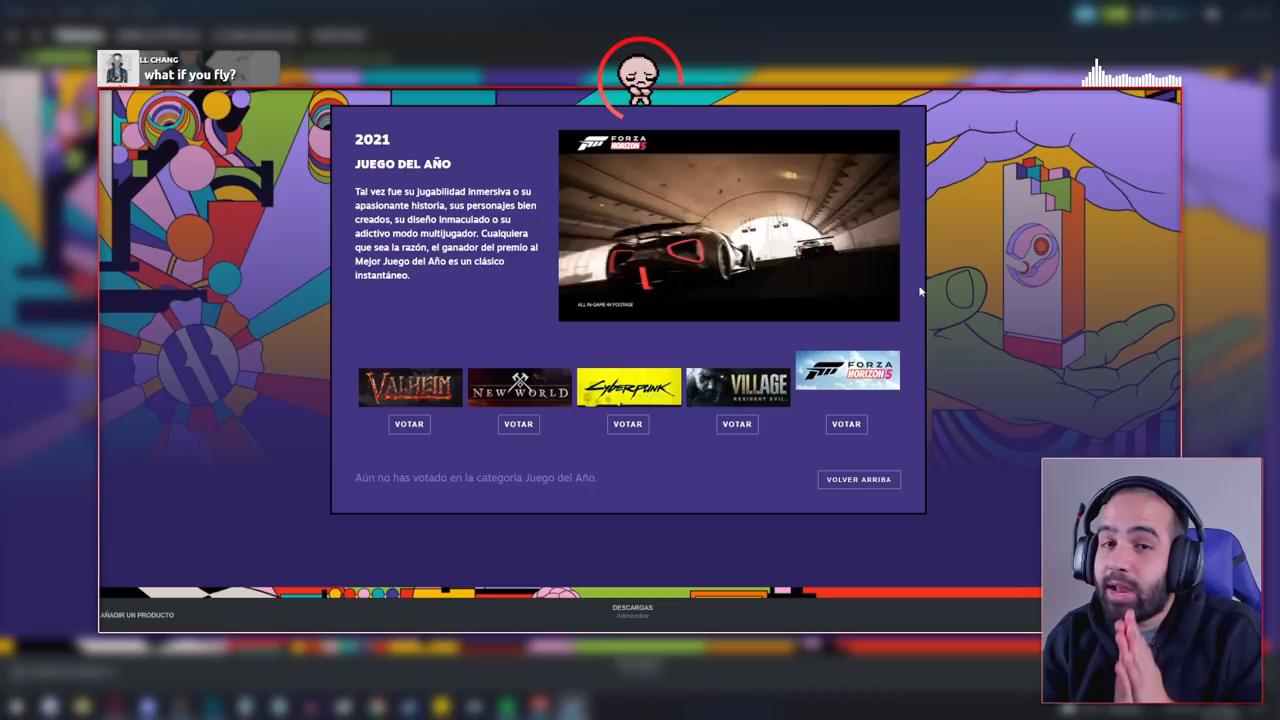 LL CHANG
what if you fly?
2021
JUEGO DEL AÑO
Tal vez fue su jugabilidad inmersiva o su
apasionante historia, sus personajes bien
creados, su diseño inmaculado o su
adictivo modo multijugador. Cualquiera
que sea la razón, el ganador del premio al
Mejor Juego del Año es un clásico
instantáneo.
FORZA
HORIZON 5
ALL IN-GAME 4K FOOTAGE
VALHEIM
NEW WORLD
CYBERPUNK
VILLAGE
RESIDENT EVIL
FORZA
HORIZON 5
VOTAR
VOTAR
VOTAR
VOTAR
VOTAR
Aún no has votado en la categoría Juego del Año.
VOLVER ARRIBA
AÑADIR UN PRODUCTO
DESCARGAS
Administrar